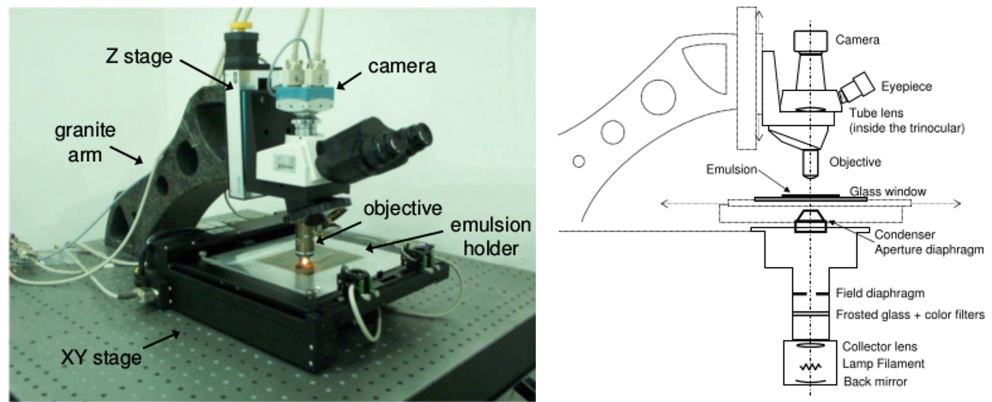 Z stage
camera
granite
arm
objective
emulsion
holder
XY stage
Camera
Eyepiece
Tube lens
(inside the trinocular)
Objective
Emulsion
Glass window
Condenser
Aperture diaphragm
Field diaphragm
Frosted glass + color filters
Collector lens
Lamp Filament
Back mirror